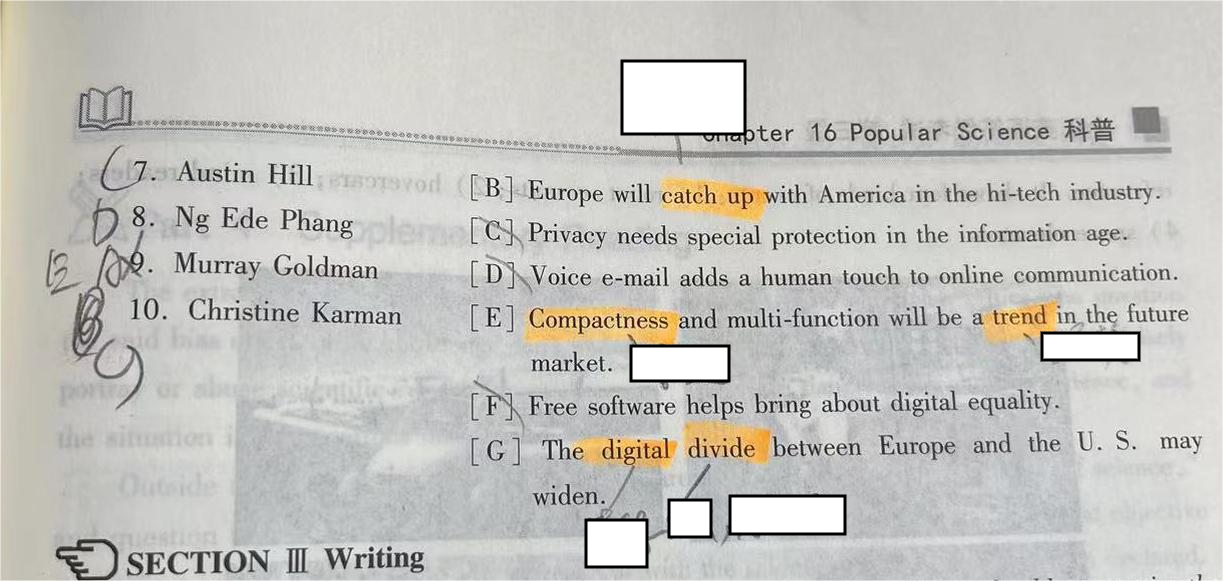 Chapter 16 Popular Science 科普
7. Austin Hill
8. Ng Ede Phang
9. Murray Goldman
10. Christine Karman
[B] Europe will catch up with America in the hi-tech industry.
[C] Privacy needs special protection in the information age.
[D] Voice e-mail adds a human touch to online communication.
[E] Compactness and multi-function will be a trend in the future
market.
[F] Free software helps bring about digital equality.
[G] The digital divide between Europe and the U. S. may
widen.
SECTION Ⅲ Writing